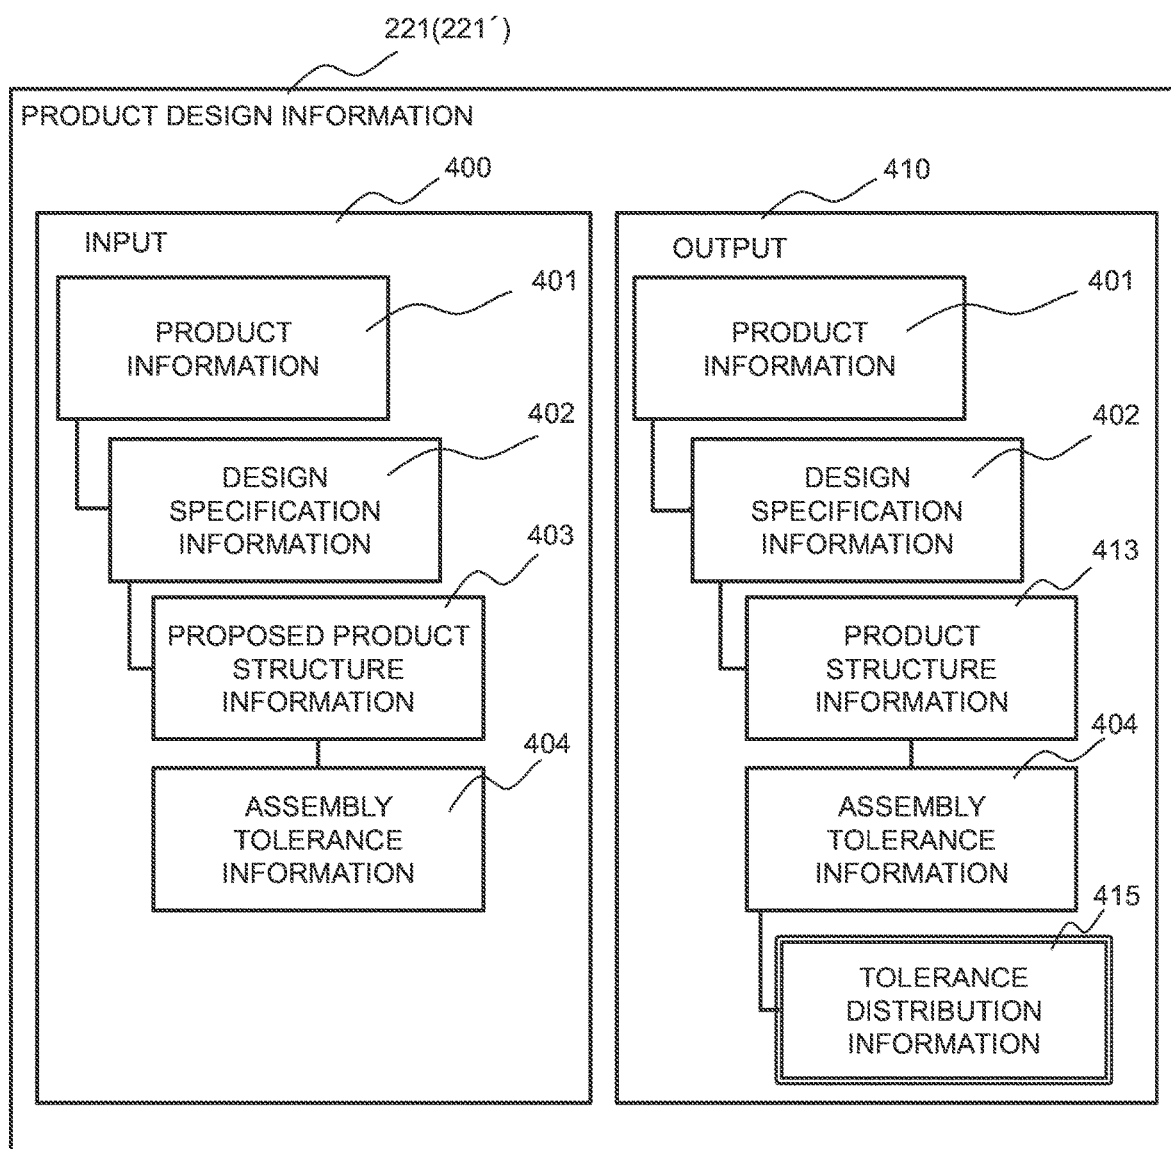 221(221´)
PRODUCT DESIGN INFORMATION
400
INPUT
401
PRODUCT
INFORMATION
402
DESIGN
SPECIFICATION
INFORMATION
403
PROPOSED PRODUCT
STRUCTURE
INFORMATION
404
ASSEMBLY
TOLERANCE
INFORMATION
410
OUTPUT
401
PRODUCT
INFORMATION
402
DESIGN
SPECIFICATION
INFORMATION
413
PRODUCT
STRUCTURE
INFORMATION
404
ASSEMBLY
TOLERANCE
INFORMATION
415
TOLERANCE
DISTRIBUTION
INFORMATION